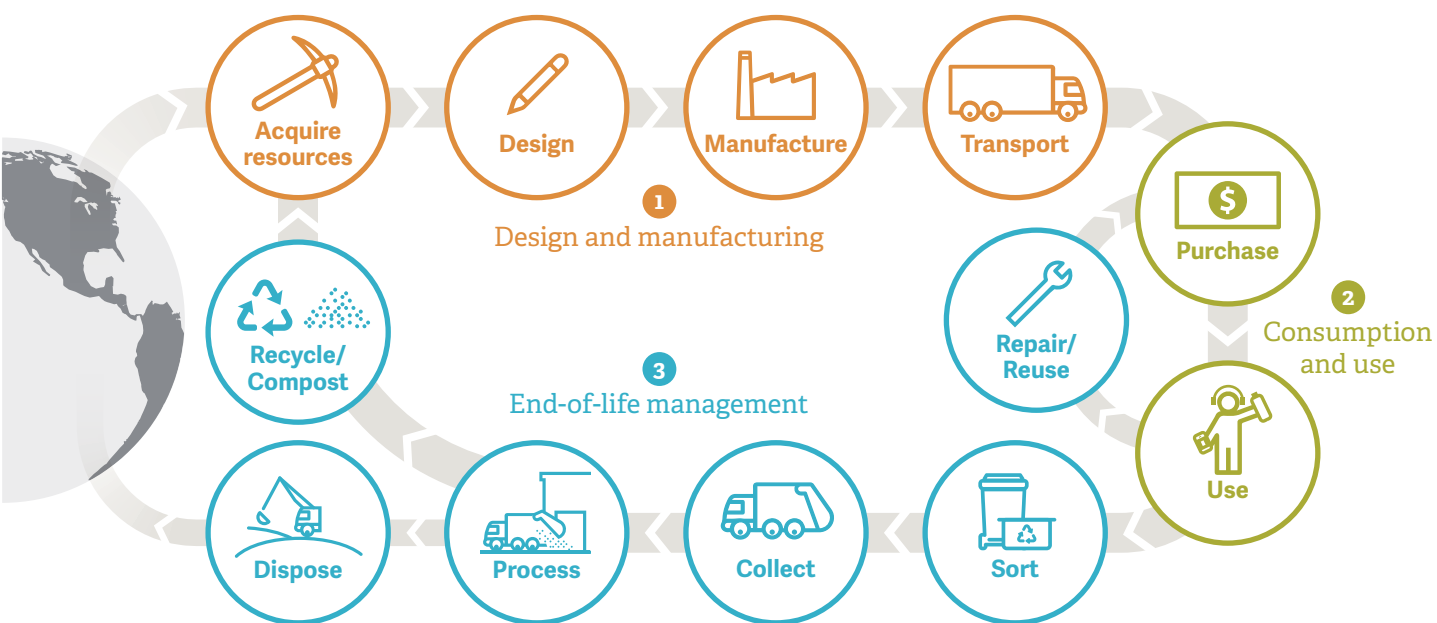 Acquire
resources
Design
Manufacture
Transport
1
Design and manufacturing
$
Purchase
2
Consumption
and use
Repair/
Reuse
Use
Recycle/
Compost
3
End-of-life management
Dispose
Process
Collect
Sort